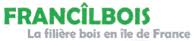 FRANCÎLBOIS
La filière bois en île de France